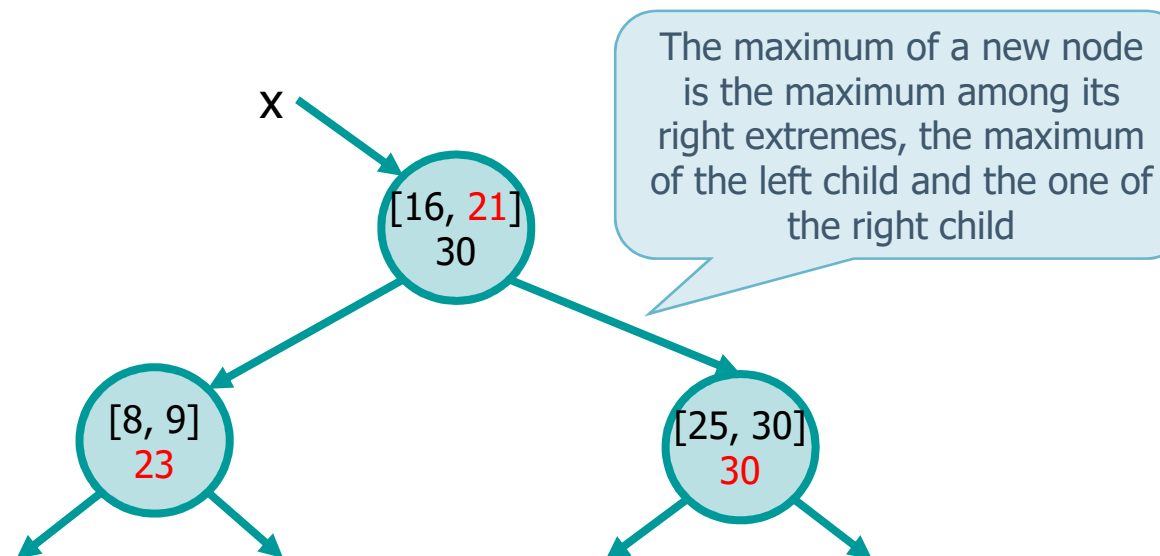 The maximum of a new node
is the maximum among its
right extremes, the maximum
of the left child and the one of
the right child
x
[16, 21]
30
[8, 9]
23
[25, 30]
30